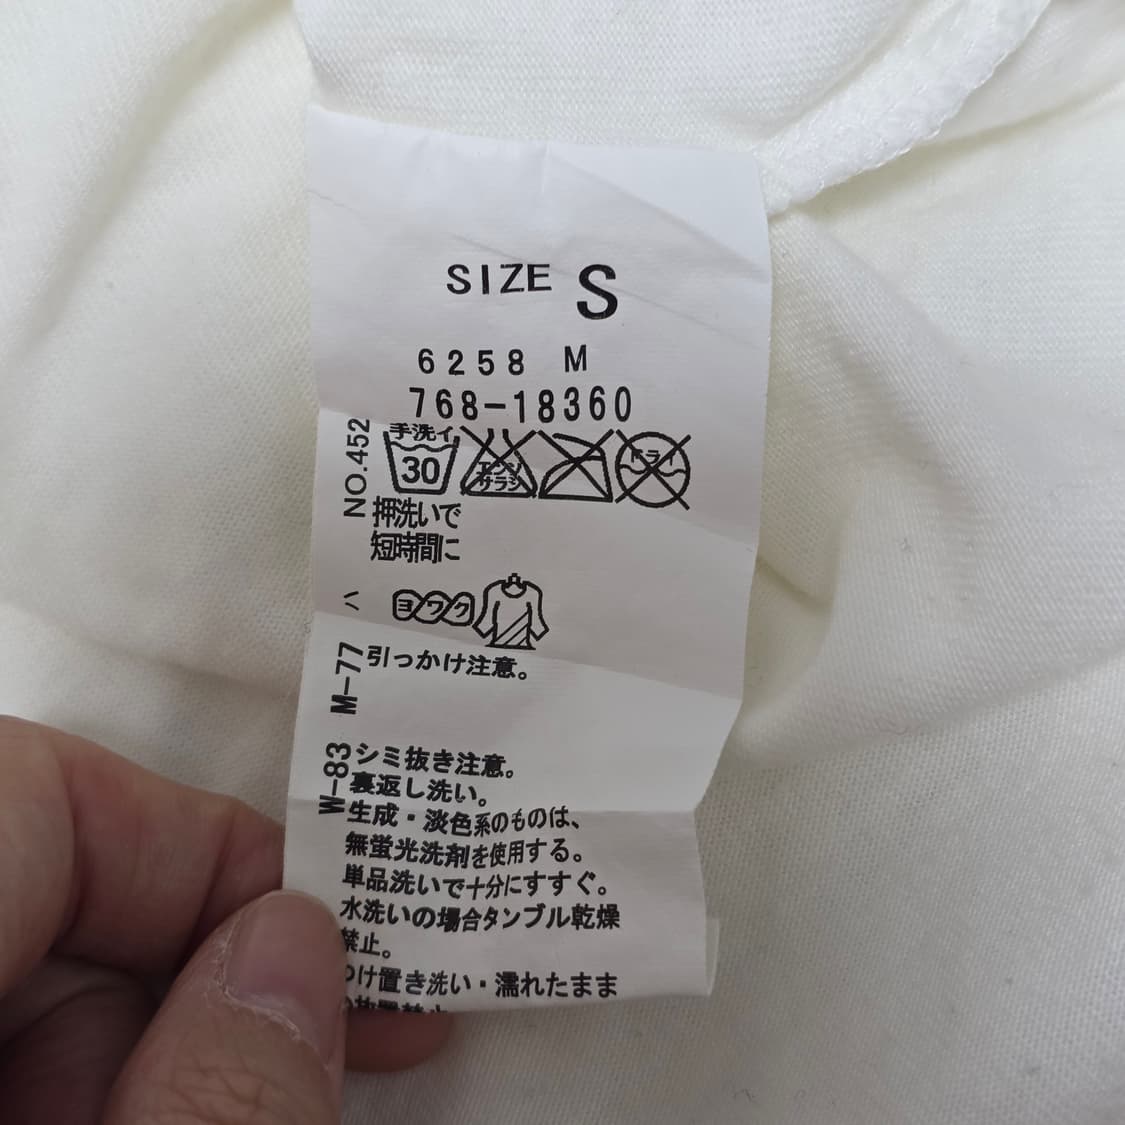 SIZE S
6258 M
768-18360
NO.452
手洗イ
30
エンソ
サラシ
ドライ
押洗いで
短時間に
ヨワク
引っかけ注意。
M-77
W-83
シミ抜き注意。
裏返し洗い。
生成・淡色系のものは、
無蛍光洗剤を使用する。
単品洗いで十分にすすぐ。
水洗いの場合タンブル乾燥
禁止。
つけ置き洗い・濡れたまま